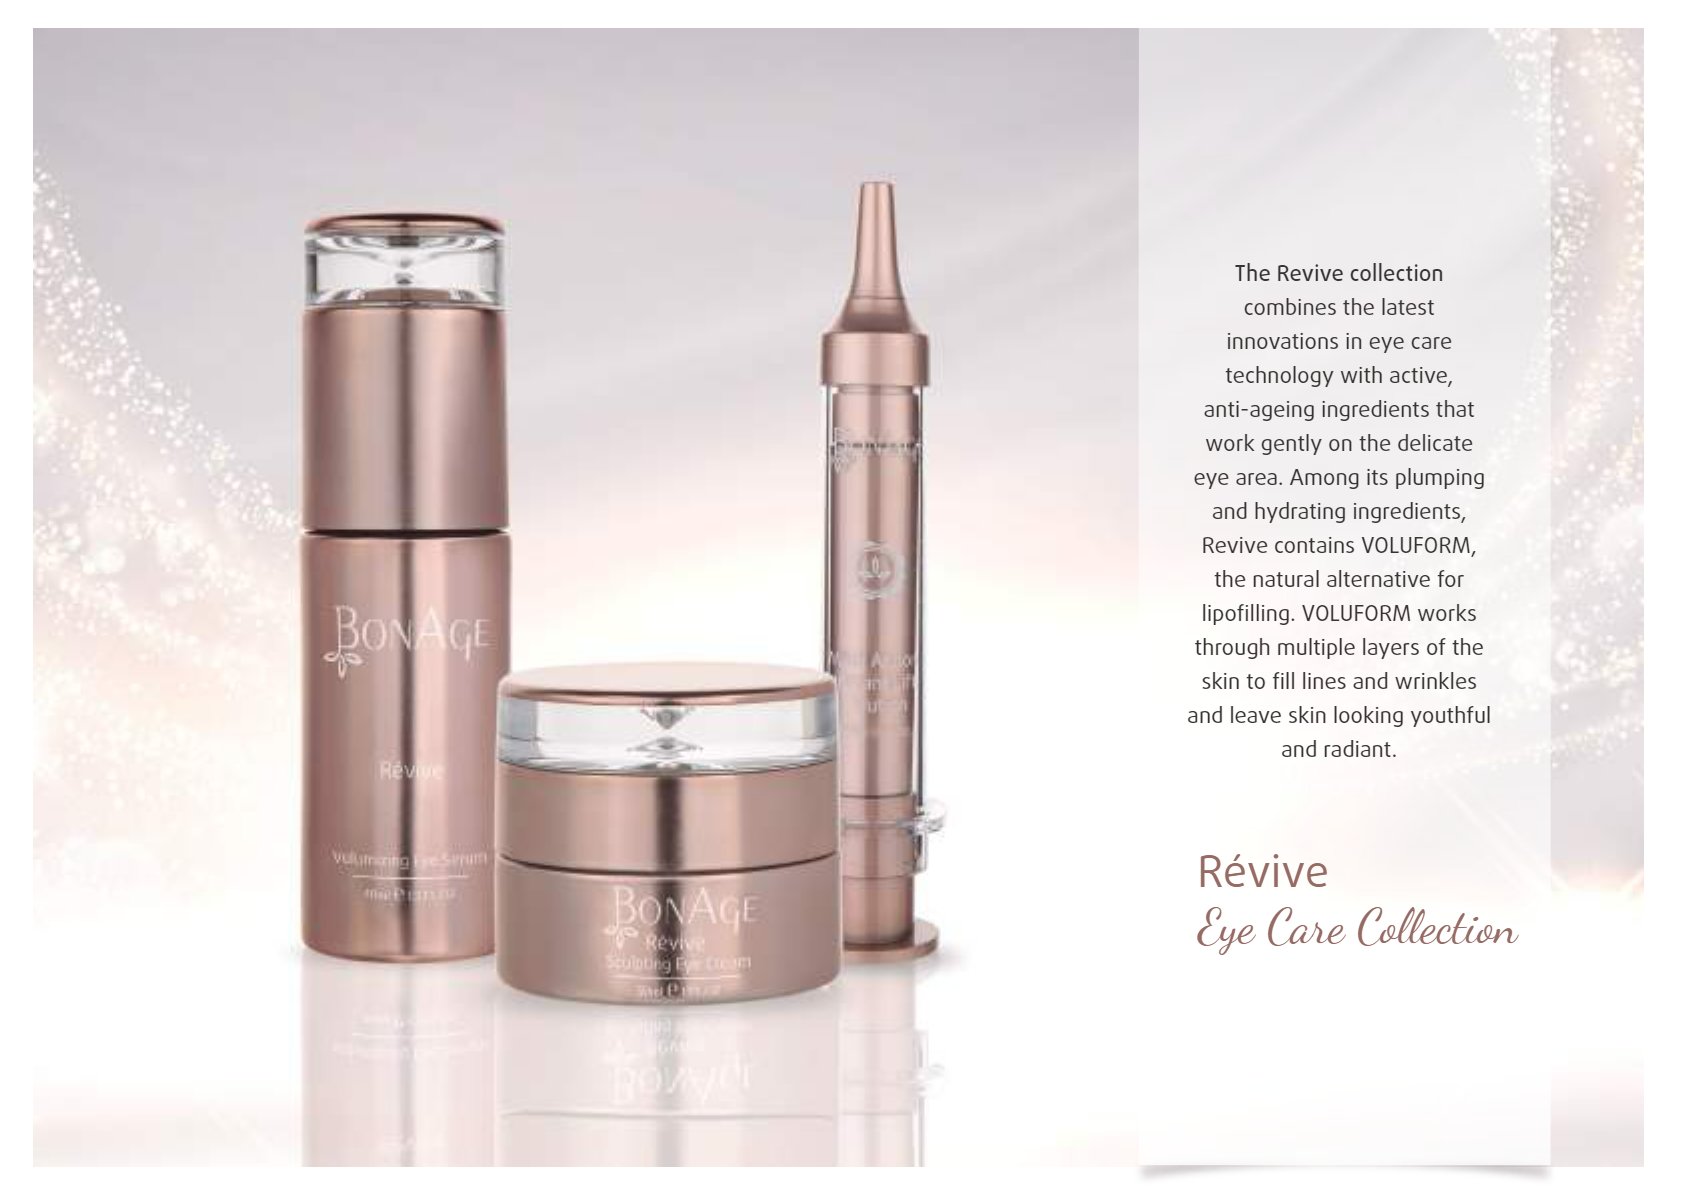 BonAge
Révive
Volumizing Eye Serum
BonAge
Révive
Sculpting Eye Cream
The Revive collection
combines the latest
innovations in eye care
technology with active,
anti-ageing ingredients that
work gently on the delicate
eye area. Among its plumping
and hydrating ingredients,
Revive contains VOLUFORM,
the natural alternative for
lipofilling. VOLUFORM works
through multiple layers of the
skin to fill lines and wrinkles
and leave skin looking youthful
and radiant.
Révive
Eye Care Collection